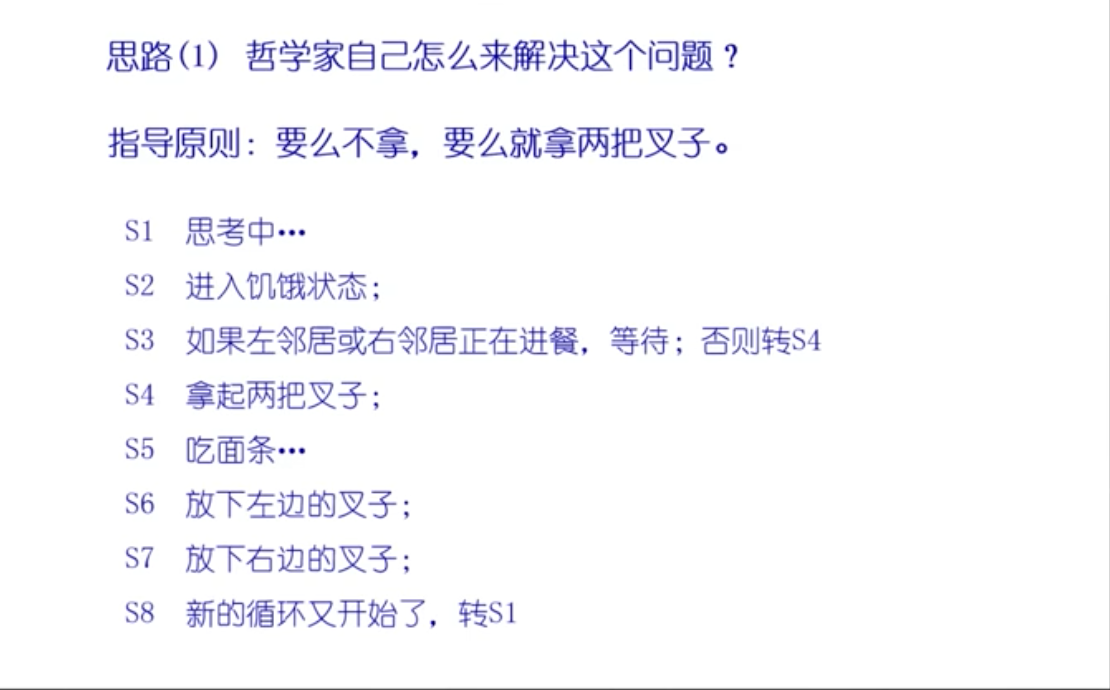 思路(1) 哲学家自己怎么来解决这个问题？
指导原则：要么不拿，要么就拿两把叉子。
S1 思考中…
S2 进入饥饿状态；
S3 如果左邻居或右邻居正在进餐，等待；否则转S4
S4 拿起两把叉子；
S5 吃面条…
S6 放下左边的叉子；
S7 放下右边的叉子；
S8 新的循环又开始了，转S1